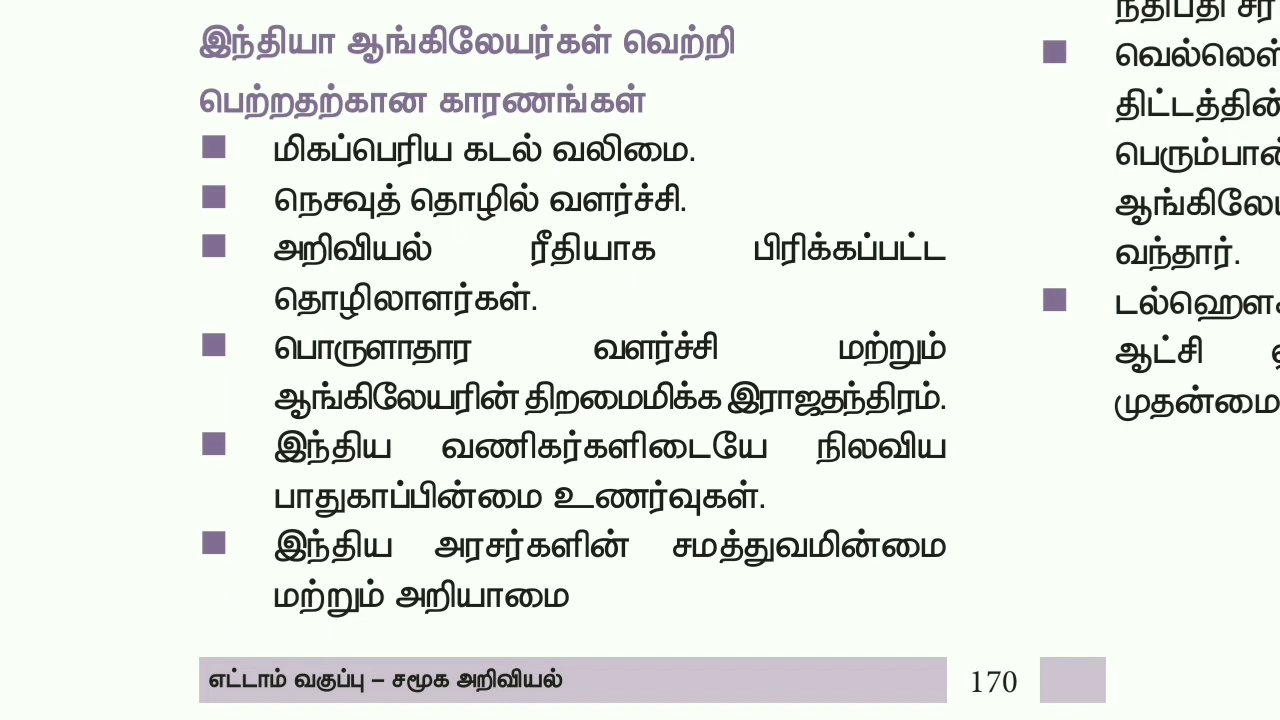 இந்தியா ஆங்கிலேயர்கள் வெற்றி
பெற்றதற்கான காரணங்கள்
■ மிகப்பெரிய கடல் வலிமை.
■ நெசவுத் தொழில் வளர்ச்சி.
■ அறிவியல் ரீதியாக பிரிக்கப்பட்ட
தொழிலாளர்கள்.
■ பொருளாதார வளர்ச்சி மற்றும்
ஆங்கிலேயரின் திறமைமிக்க இராஜதந்திரம்.
■ இந்திய வணிகர்களிடையே நிலவிய
பாதுகாப்பின்மை உணர்வுகள்.
■ இந்திய அரசர்களின் சமத்துவமின்மை
மற்றும் அறியாமை
எட்டாம் வகுப்பு – சமூக அறிவியல்
170
■
வந்தார்.
■
ஆட்சி